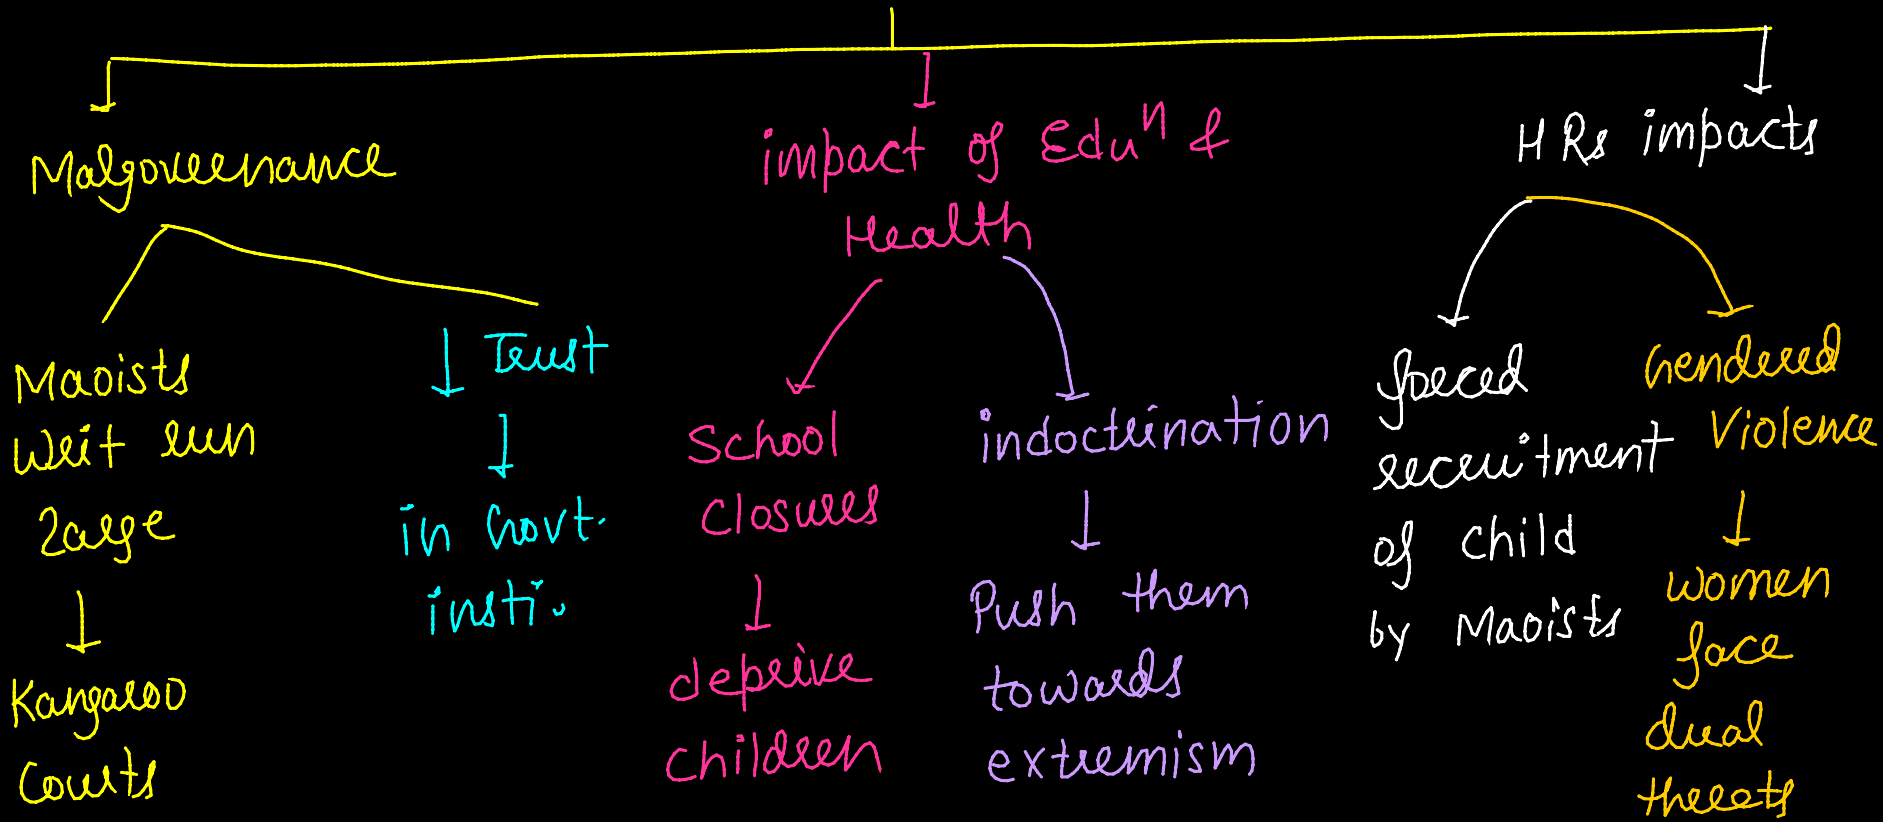 Malgovernance
Maoists
Writ run
large
Kangaroo
Courts
↓ Trust
in Govt.
insti.
impact of Eduⁿ &
Health
School
closures
deprive
children
indoctrination
Push them
towards
extremism
HRs impacts
forced
recruitment
of child
by Maoists
Gendered
Violence
women
face
dual
threets